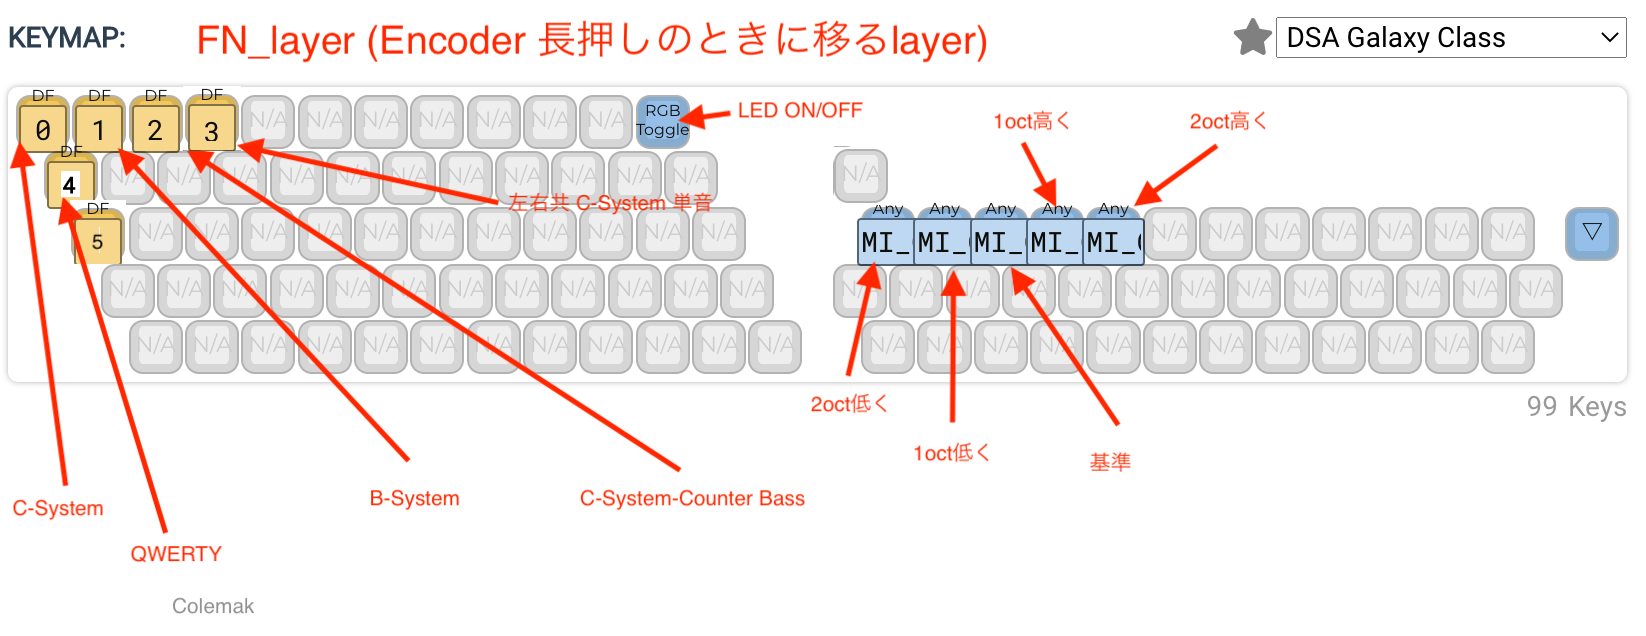 KEYMAP:
FN_layer (Encoder 長押しのときに移るlayer)
DSA Galaxy Class
DF DF DF DF
0 1 2 3 N/A N/A N/A N/A N/A N/A N/A RGB Toggle
LED ON/OFF
1oct高く
2oct高く
DF
4 N/A N/A N/A N/A N/A N/A N/A N/A N/A N/A N/A N/A
左右共 C-System 単音
DF
5 N/A N/A N/A N/A N/A N/A N/A N/A N/A N/A N/A
Any Any Any Any Any
MI_ MI_ MI_ MI_ MI_ N/A N/A N/A N/A N/A N/A N/A ▽
N/A N/A N/A N/A N/A N/A N/A N/A N/A N/A N/A N/A N/A N/A N/A N/A N/A N/A N/A N/A N/A N/A N/A N/A N/A
N/A N/A N/A N/A N/A N/A N/A N/A N/A N/A N/A N/A N/A N/A N/A N/A N/A N/A N/A N/A N/A N/A N/A N/A
2oct低く
99 Keys
1oct低く
基準
C-System
B-System
C-System-Counter Bass
QWERTY
Colemak